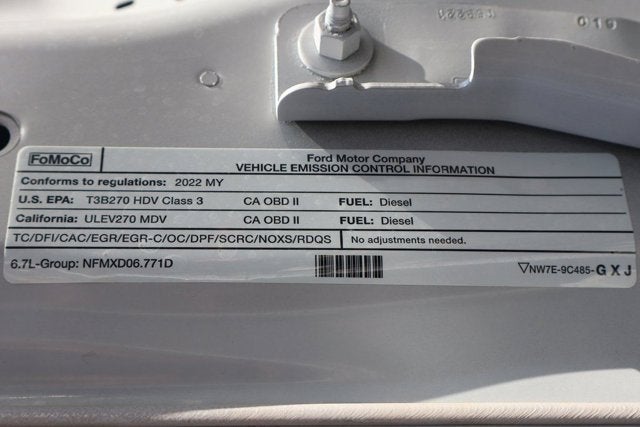 019
FoMoCo
Ford Motor Company
VEHICLE EMISSION CONTROL INFORMATION
Conforms to regulations: 2022 MY
U.S. EPA: T3B270 HDV Class 3 CA OBD II FUEL: Diesel
California: ULEV270 MDV CA OBD II FUEL: Diesel
TC/DFI/CAC/EGR/EGR-C/OC/DPF/SCRC/NOXS/RDQS No adjustments needed.
6.7L-Group: NFMXD06.771D ▽NW7E-9C485-GXJ